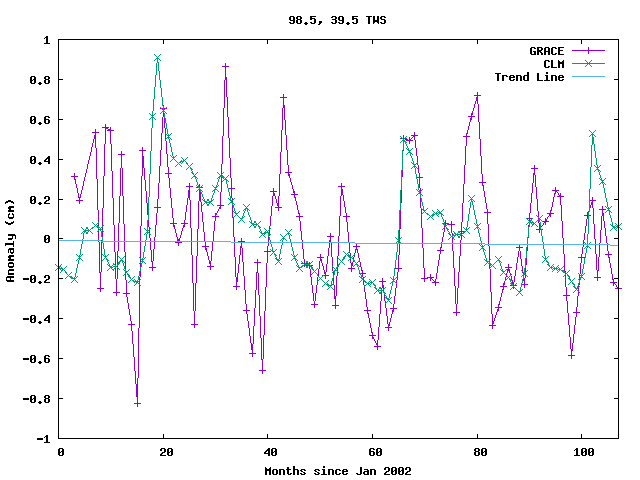 98.5, 39.5 TWS
GRACE
CLM
Trend Line
1
0.8
0.6
0.4
0.2
0
-0.2
-0.4
-0.6
-0.8
-1
Anomaly (cm)
0 20 40 60 80 100
Months since Jan 2002